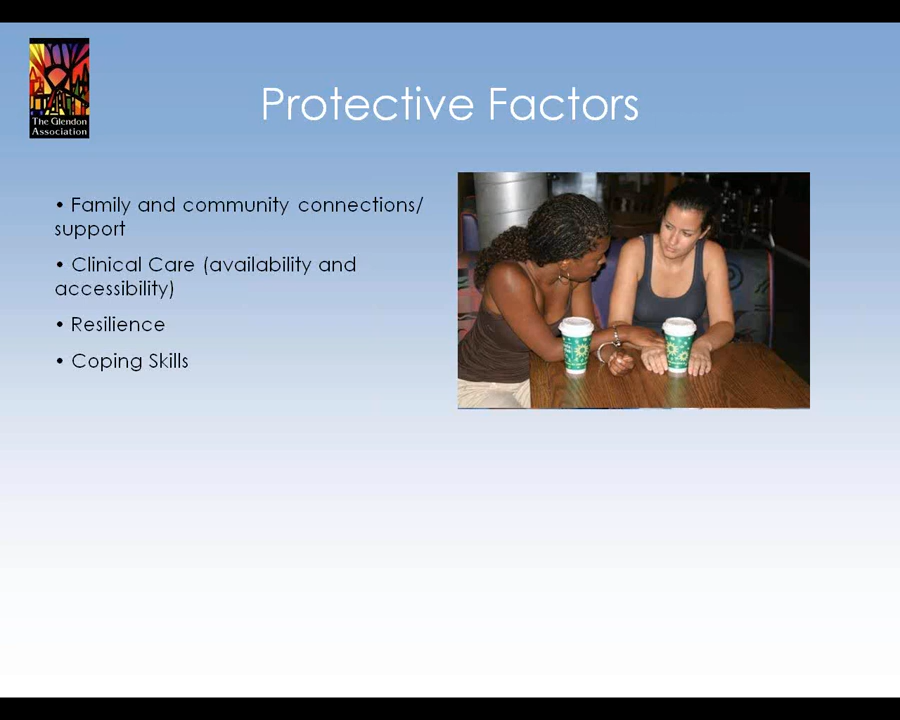 The Glendon
Association
Protective Factors
• Family and community connections/
support
• Clinical Care (availability and
accessibility)
• Resilience
• Coping Skills